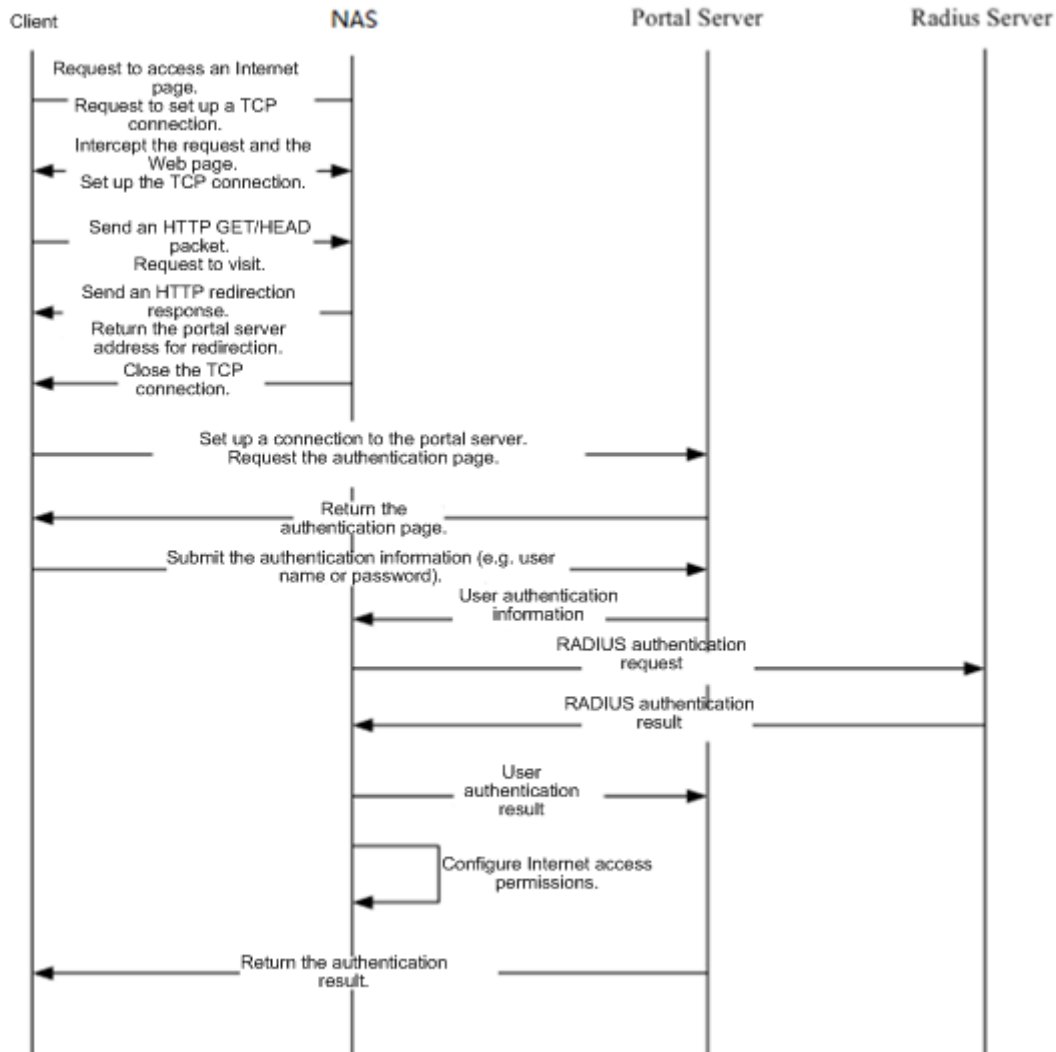 Client
NAS
Portal Server
Radius Server
Request to access an Internet
page.
Request to set up a TCP
connection.
Intercept the request and the
Web page.
Set up the TCP connection.
Send an HTTP GET/HEAD
packet.
Request to visit.
Send an HTTP redirection
response.
Return the portal server
address for redirection.
Close the TCP
connection.
Set up a connection to the portal server.
Request the authentication page.
Return the
authentication page.
Submit the authentication information (e.g. user
name or password).
User authentication
information
RADIUS authentication
request
RADIUS authentication
result
User
authentication
result
Configure Internet access
permissions.
Return the authentication
result.